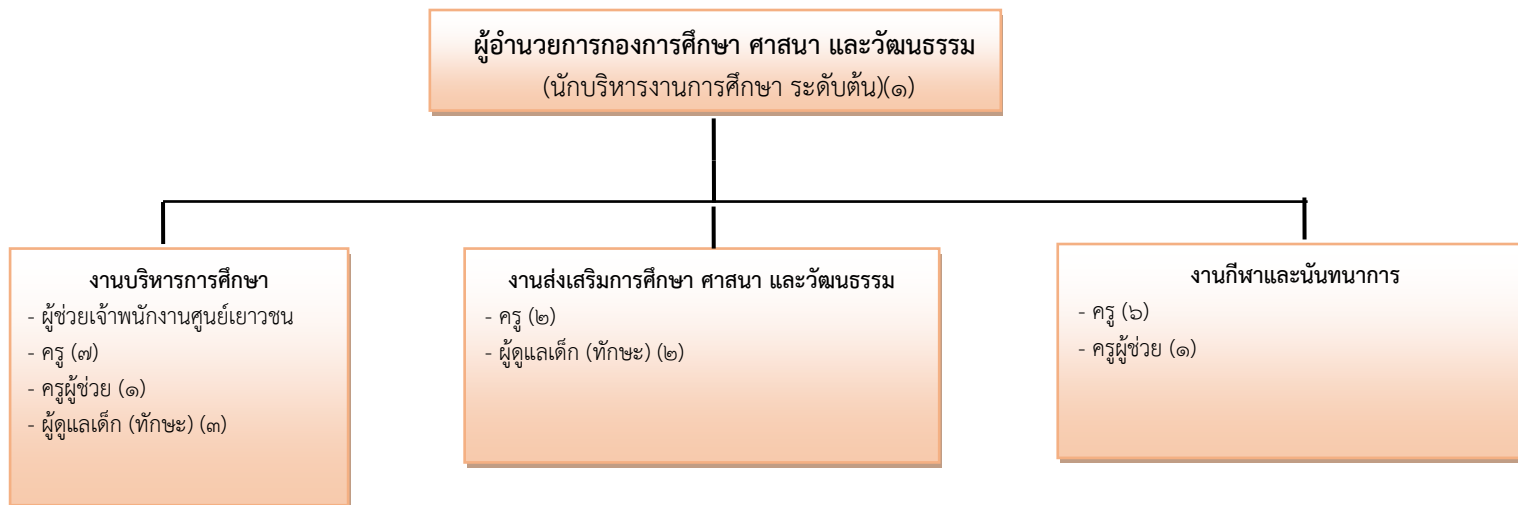 ผู้อำนวยการกองการศึกษา ศาสนา และวัฒนธรรม
(นักบริหารงานการศึกษา ระดับต้น)(๑)
งานบริหารการศึกษา
- ผู้ช่วยเจ้าพนักงานศูนย์เยาวชน
- ครู (๗)
- ครูผู้ช่วย (๑)
- ผู้ดูแลเด็ก (ทักษะ) (๓)
งานส่งเสริมการศึกษา ศาสนา และวัฒนธรรม
- ครู (๒)
- ผู้ดูแลเด็ก (ทักษะ) (๒)
งานกีฬาและนันทนาการ
- ครู (๖)
- ครูผู้ช่วย (๑)